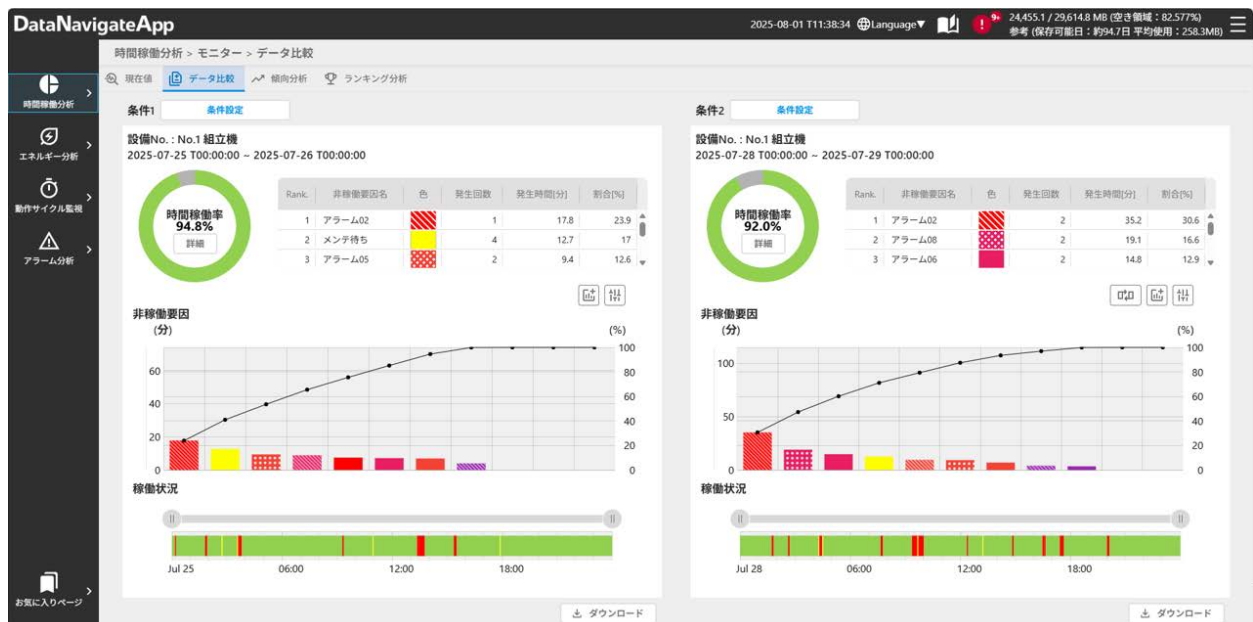 DataNavigateApp
2025-08-01 T11:38:34 Language▼ 9+ 24,455.1 / 29,614.8 MB (空き領域：82.577%)
参考 (保存可能日：約94.7日 平均使用：258.3MB)
時間稼働分析 > モニター > データ比較
現在値 データ比較 傾向分析 ランキング分析
時間稼働分析
エネルギー分析
動作サイクル監視
アラーム分析
お気に入りページ
条件1 条件設定
設備No. : No.1 組立機
2025-07-25 T00:00:00 ~ 2025-07-26 T00:00:00
時間稼働率
94.8%
詳細
Rank. 非稼働要因名 色 発生回数 発生時間[分] 割合[%]
1 アラーム02 1 17.8 23.9
2 メンテ待ち 4 12.7 17
3 アラーム05 2 9.4 12.6
非稼働要因
(分) (%)
60
40
20
0
100
80
60
40
20
0
稼働状況
Jul 25 06:00 12:00 18:00
ダウンロード
条件2 条件設定
設備No. : No.1 組立機
2025-07-28 T00:00:00 ~ 2025-07-29 T00:00:00
時間稼働率
92.0%
詳細
Rank. 非稼働要因名 色 発生回数 発生時間[分] 割合[%]
1 アラーム02 2 35.2 30.6
2 アラーム08 2 19.1 16.6
3 アラーム06 2 14.8 12.9
非稼働要因
(分) (%)
100
50
0
100
80
60
40
20
0
稼働状況
Jul 28 06:00 12:00 18:00
ダウンロード